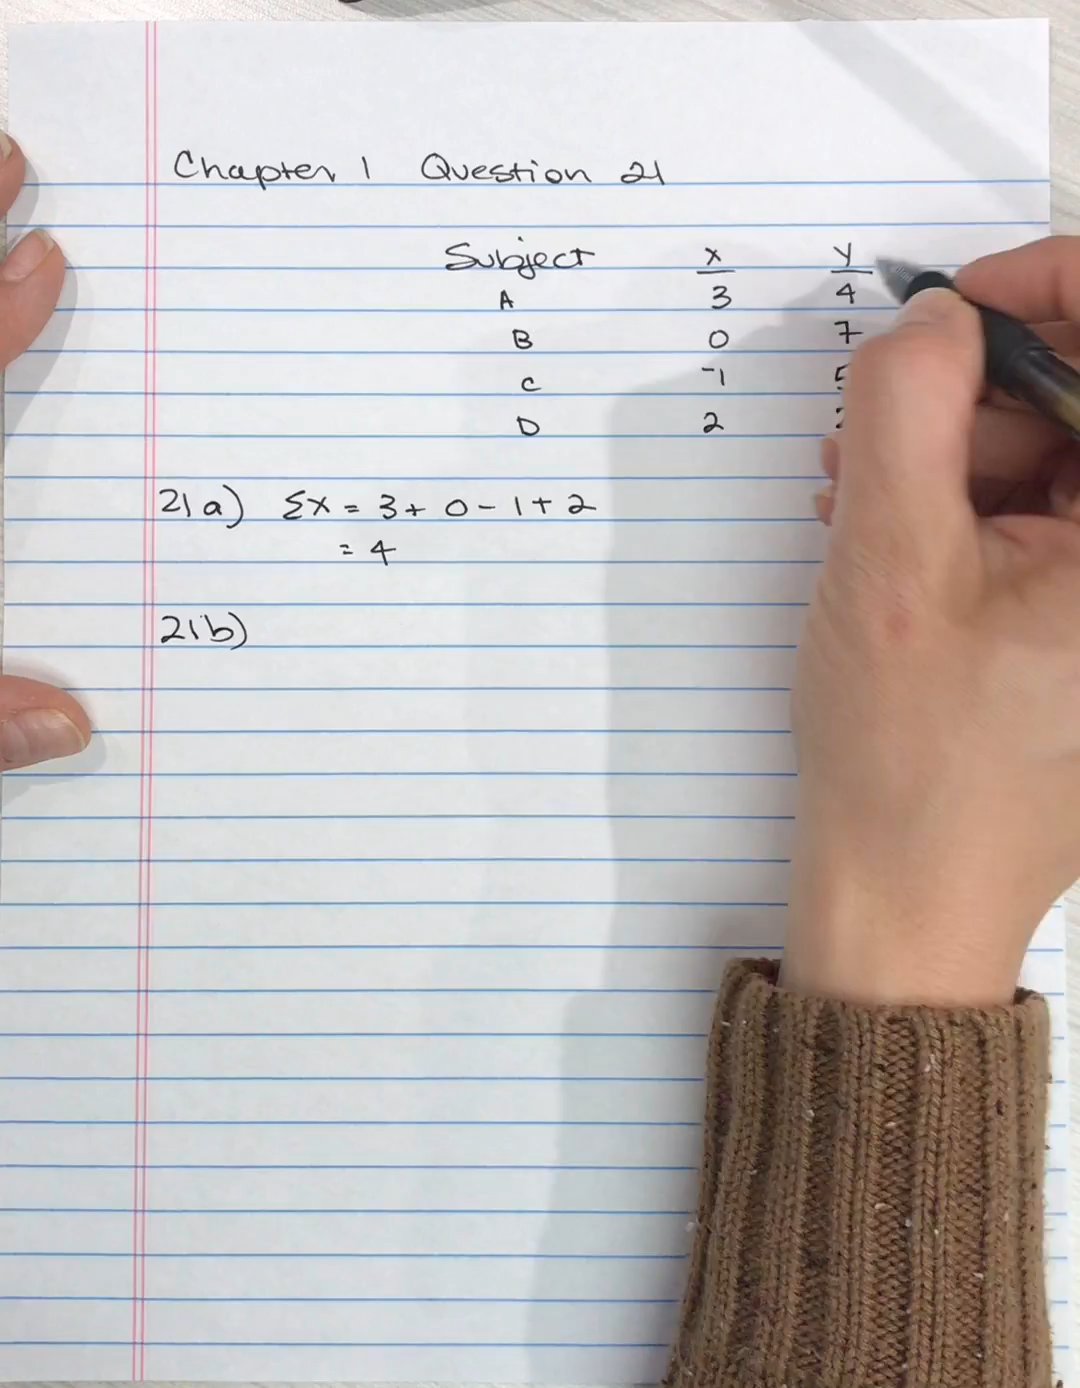 Chapter 1 Question 21
Subject x y
A 3 4
B 0 7
C -1
D 2
21a) Σx = 3 + 0 - 1 + 2
= 4
21b)